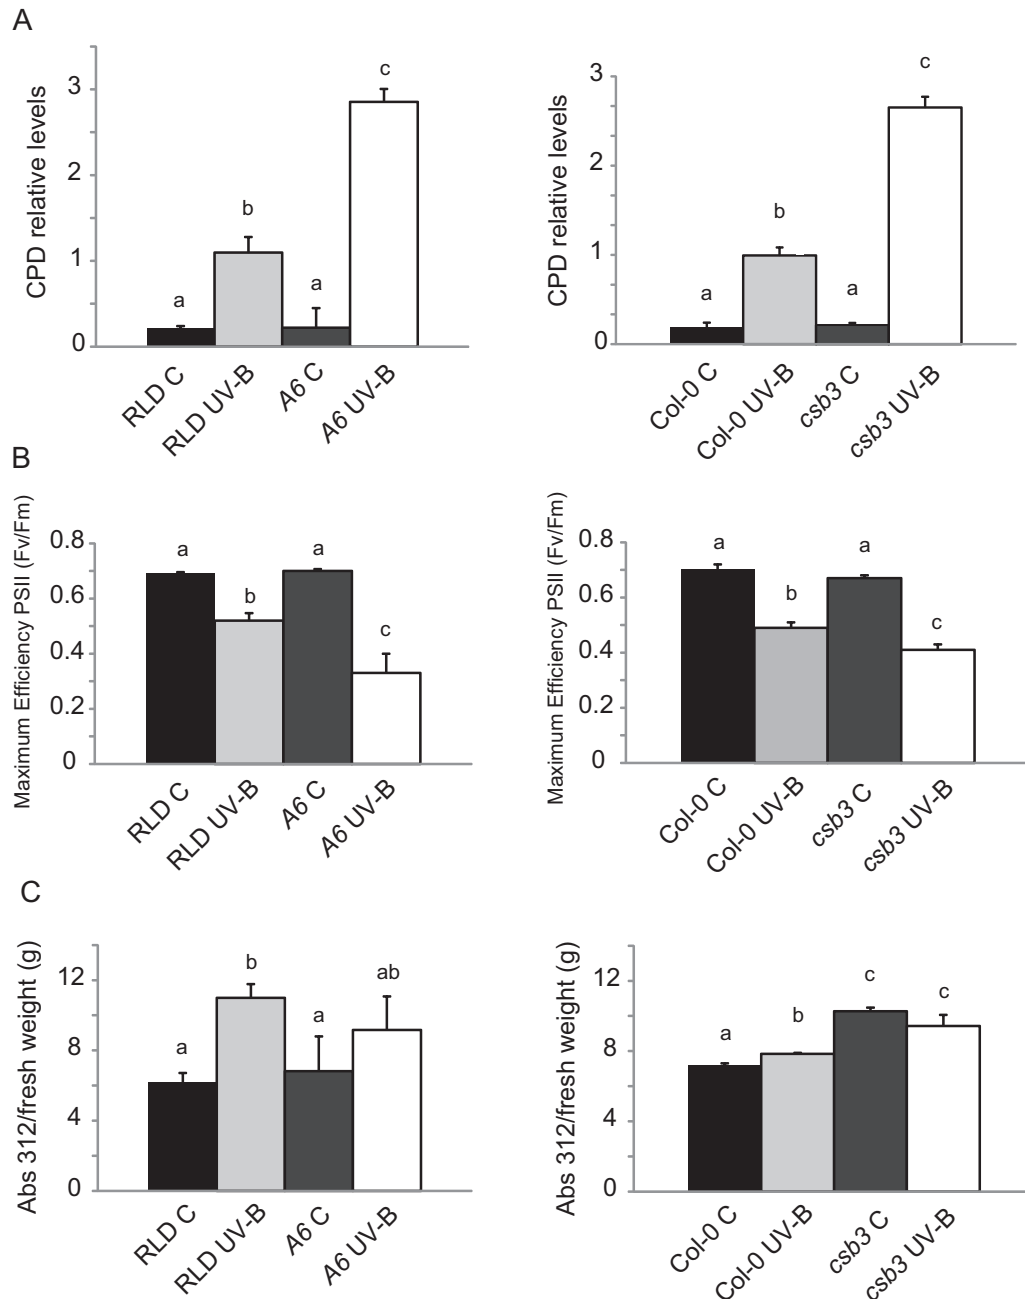 A
CPD relative levels
3
2
1
0
a
b
a
c
RLD C
RLD UV-B
A6 C
A6 UV-B
CPD relative levels
3
2
1
0
a
b
a
c
Col-0 C
Col-0 UV-B
csb3 C
csb3 UV-B
B
Maximum Efficiency PSII (Fv/Fm)
0.8
0.6
0.4
0.2
0
a
b
a
c
RLD C
RLD UV-B
A6 C
A6 UV-B
Maximum Efficiency PSII (Fv/Fm)
0.8
0.6
0.4
0.2
0
a
b
a
c
Col-0 C
Col-0 UV-B
csb3 C
csb3 UV-B
C
Abs 312/fresh weight (g)
12
8
4
0
a
b
a
ab
RLD C
RLD UV-B
A6 C
A6 UV-B
Abs 312/fresh weight (g)
12
8
4
0
a
b
c
c
Col-0 C
Col-0 UV-B
csb3 C
csb3 UV-B